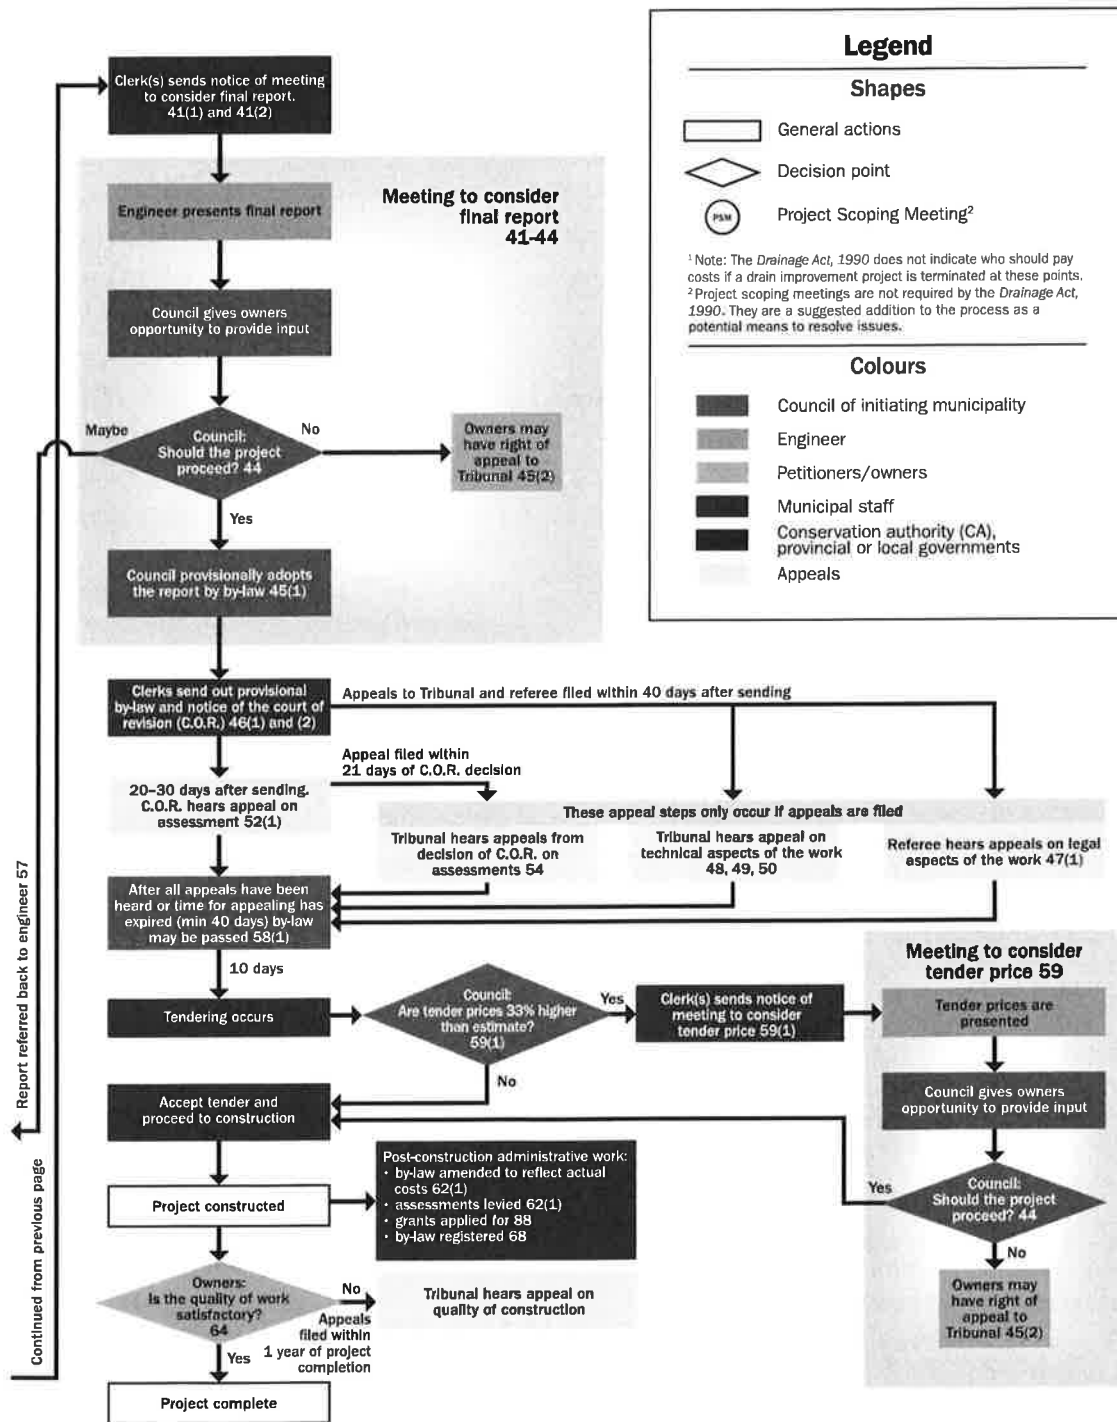 Clerk(s) sends notice of meeting
to consider final report.
41(1) and 41(2)
Engineer presents final report
Meeting to consider
final report
41-44
Council gives owners
opportunity to provide input
Maybe
Council:
Should the project
proceed? 44
No
Owners may
have right of
appeal to
Tribunal 45(2)
Yes
Council provisionally adopts
the report by by-law 45(1)
Legend
Shapes
General actions
Decision point
PSM
Project Scoping Meeting2
1 Note: The Drainage Act, 1990 does not indicate who should pay
costs if a drain improvement project is terminated at these points.
2 Project scoping meetings are not required by the Drainage Act,
1990. They are a suggested addition to the process as a
potential means to resolve issues.
Colours
Council of initiating municipality
Engineer
Petitioners/owners
Municipal staff
Conservation authority (CA),
provincial or local governments
Appeals
Clerks send out provisional
by-law and notice of the court of
revision (C.O.R.) 46(1) and (2)
Appeals to Tribunal and referee filed within 40 days after sending
Appeal filed within
21 days of C.O.R. decision
20–30 days after sending.
C.O.R. hears appeal on
assessment 52(1)
These appeal steps only occur if appeals are filed
Tribunal hears appeals from
decision of C.O.R. on
assessments 54
Tribunal hears appeal on
technical aspects of the work
48, 49, 50
Referee hears appeals on legal
aspects of the work 47(1)
After all appeals have been
heard or time for appealing has
expired (min 40 days) by-law
may be passed 58(1)
10 days
Tendering occurs
Council:
Are tender prices 33% higher
than estimate?
59(1)
Yes
Clerk(s) sends notice of
meeting to consider
tender price 59(1)
Meeting to consider
tender price 59
Tender prices are
presented
No
Accept tender and
proceed to construction
Council gives owners
opportunity to provide input
Yes
Council:
Should the project
proceed? 44
No
Owners may
have right of
appeal to
Tribunal 45(2)
Project constructed
Post-construction administrative work:
· by-law amended to reflect actual
costs 62(1)
· assessments levied 62(1)
· grants applied for 88
· by-law registered 68
Owners:
Is the quality of work
satisfactory?
64
No
Appeals
filed within
1 year of project
completion
Tribunal hears appeal on
quality of construction
Yes
Project complete
Report referred back to engineer 57
Continued from previous page